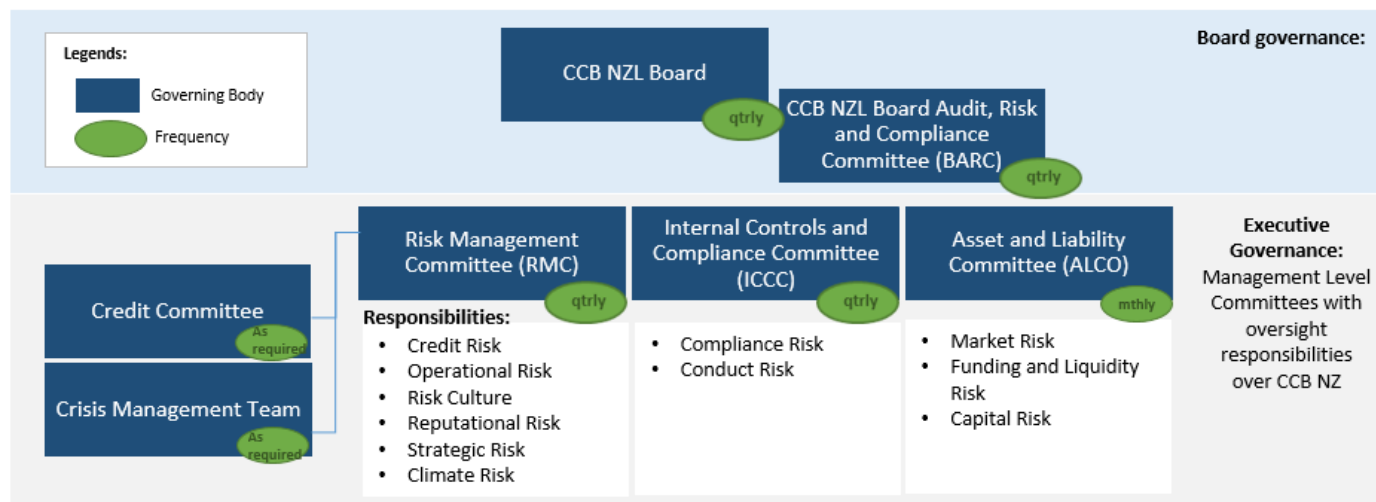 Legends:
Governing Body
Frequency
Board governance:
CCB NZL Board
qtrly
CCB NZL Board Audit, Risk
and Compliance
Committee (BARC)
qtrly
Credit Committee
As
required
Crisis Management Team
As
required
Risk Management
Committee (RMC)
qtrly
Responsibilities:
• Credit Risk
• Operational Risk
• Risk Culture
• Reputational Risk
• Strategic Risk
• Climate Risk
Internal Controls and
Compliance Committee
(ICCC)
qtrly
• Compliance Risk
• Conduct Risk
Asset and Liability
Committee (ALCO)
mthly
• Market Risk
• Funding and Liquidity
Risk
• Capital Risk
Executive
Governance:
Management Level
Committees with
oversight
responsibilities
over CCB NZ